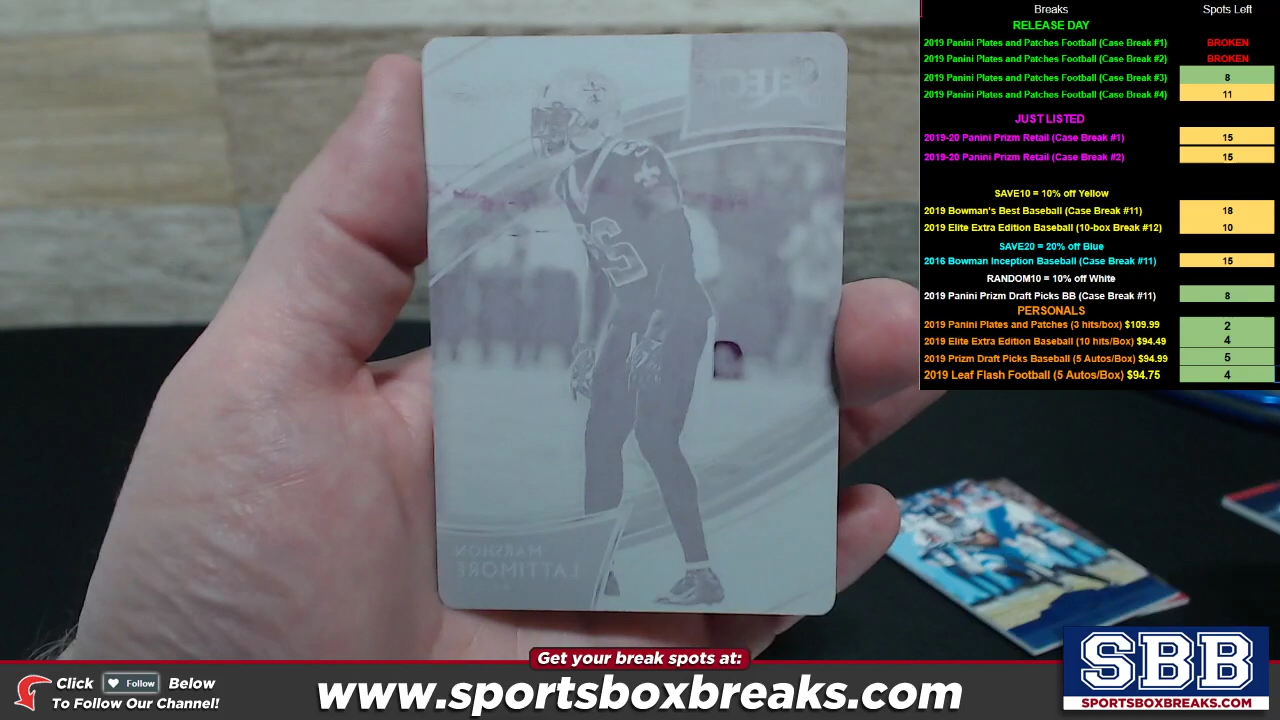 Breaks Spots Left
RELEASE DAY
2019 Panini Plates and Patches Football (Case Break #1) BROKEN
2019 Panini Plates and Patches Football (Case Break #2) BROKEN
2019 Panini Plates and Patches Football (Case Break #3) 8
2019 Panini Plates and Patches Football (Case Break #4) 11
JUST LISTED
2019-20 Panini Prizm Retail (Case Break #1) 15
2019-20 Panini Prizm Retail (Case Break #2) 15
SAVE10 = 10% off Yellow
2019 Bowman's Best Baseball (Case Break #11) 18
2019 Elite Extra Edition Baseball (10-box Break #12) 10
SAVE20 = 20% off Blue
2016 Bowman Inception Baseball (Case Break #11) 15
RANDOM10 = 10% off White
2019 Panini Prizm Draft Picks BB (Case Break #11) 8
PERSONALS
2019 Panini Plates and Patches (3 hits/box) $109.99 2
2019 Elite Extra Edition Baseball (10 hits/Box) $94.49 4
2019 Prizm Draft Picks Baseball (5 Autos/Box) $94.99 5
2019 Leaf Flash Football (5 Autos/Box) $94.75 4
MARSHON
LATTIMORE
Get your break spots at:
Click Follow Below
To Follow Our Channel!
www.sportsboxbreaks.com
SBB
SPORTSBOXBREAKS.COM